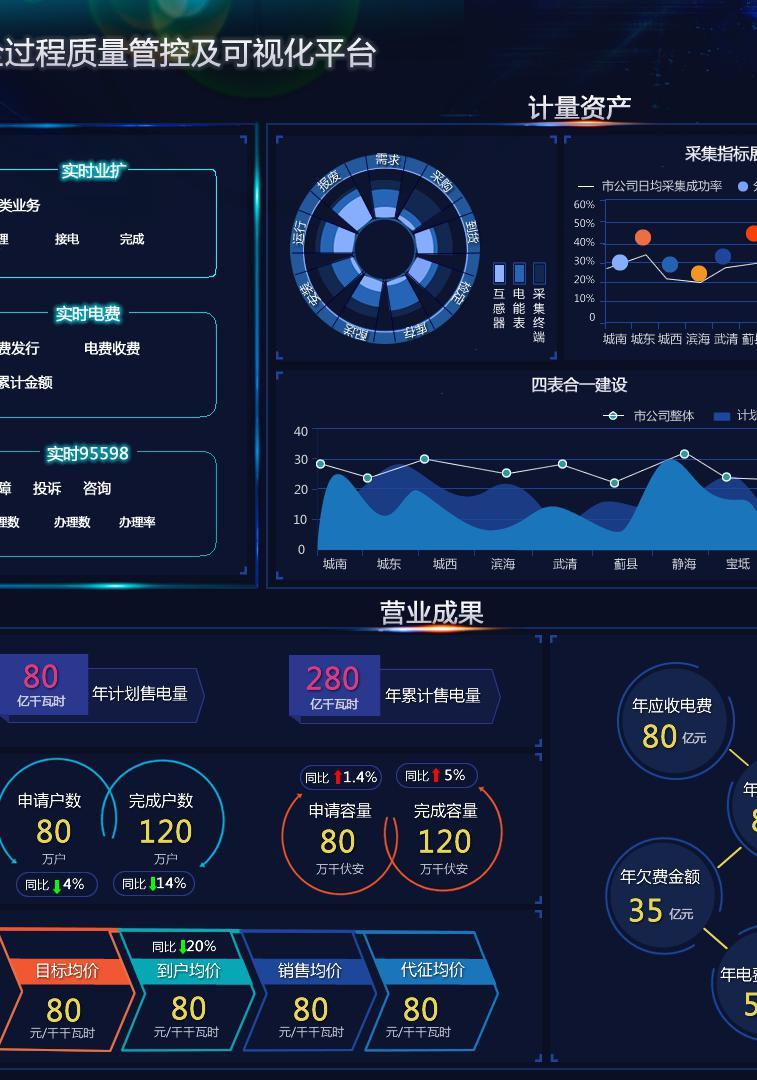 全过程质量管控及可视化平台
计量资产
实时业扩
类业务
理 接电 完成
实时电费
费发行 电费收费
累计金额
实时95598
障 投诉 咨询
理数 办理数 办理率
需求
采购
到货
检定
库存
配送
安装
运行
报废
互感器
电能表
采集终端
采集指标展
市公司日均采集成功率
60%
50%
40%
30%
20%
10%
0
城南 城东 城西 滨海 武清 蓟县
四表合一建设
市公司整体 计划
40
30
20
10
0
城南 城东 城西 滨海 武清 蓟县 静海 宝坻
营业成果
80
亿千瓦时
年计划售电量
280
亿千瓦时
年累计售电量
申请户数
80
万户
同比 4%
完成户数
120
万户
同比 14%
同比 1.4%
申请容量
80
万千伏安
同比 5%
完成容量
120
万千伏安
目标均价
80
元/千千瓦时
同比 20%
到户均价
80
元/千千瓦时
销售均价
80
元/千千瓦时
代征均价
80
元/千千瓦时
年应收电费
80 亿元
年
8
年欠费金额
35 亿元
年电费
5